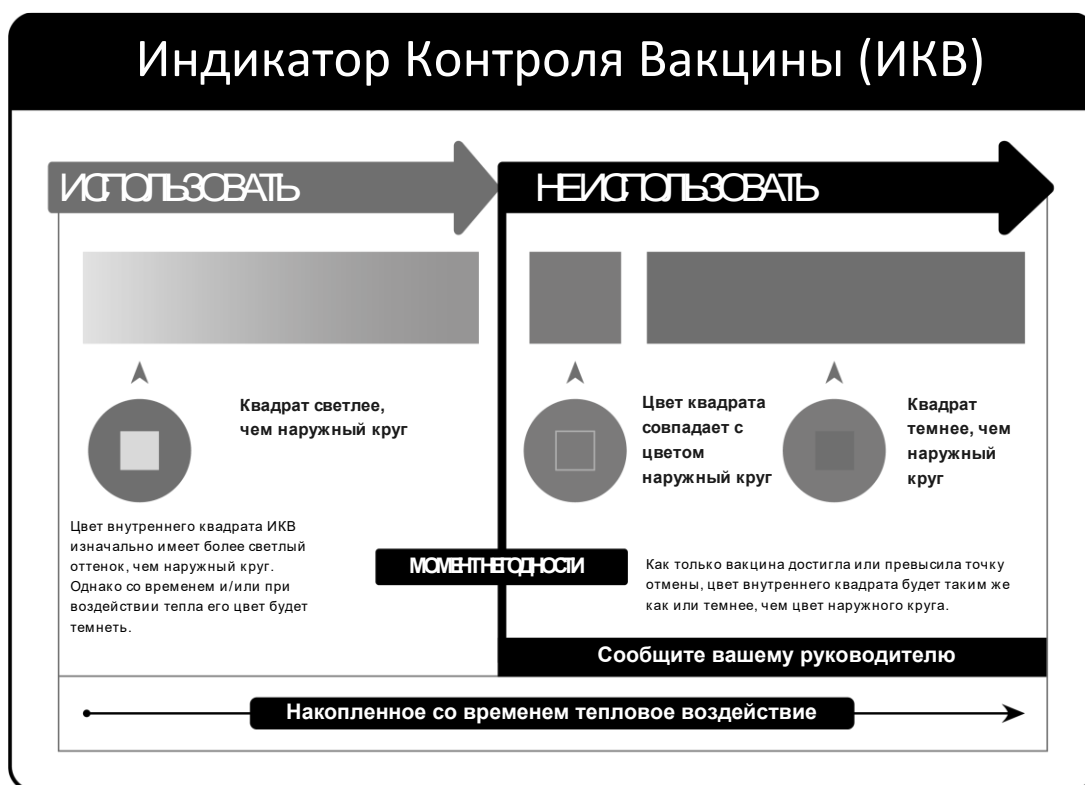 Индикатор Контроля Вакцины (ИКВ)
ИСПОЛЬЗОВАТЬ
НЕ ИСПОЛЬЗОВАТЬ
Квадрат светлее,
чем наружный круг
Цвет квадрата
совпадает с
цветом
наружный круг
Квадрат
темнее, чем
наружный
круг
Цвет внутреннего квадрата ИКВ
изначально имеет более светлый
оттенок, чем наружный круг.
Однако со временем и/или при
воздействии тепла его цвет будет
темнеть.
МОМЕНТ НЕГОДНОСТИ
Как только вакцина достигла или превысила точку
отмены, цвет внутреннего квадрата будет таким же
как или темнее, чем цвет наружного круга.
Сообщите вашему руководителю
Накопленное со временем тепловое воздействие